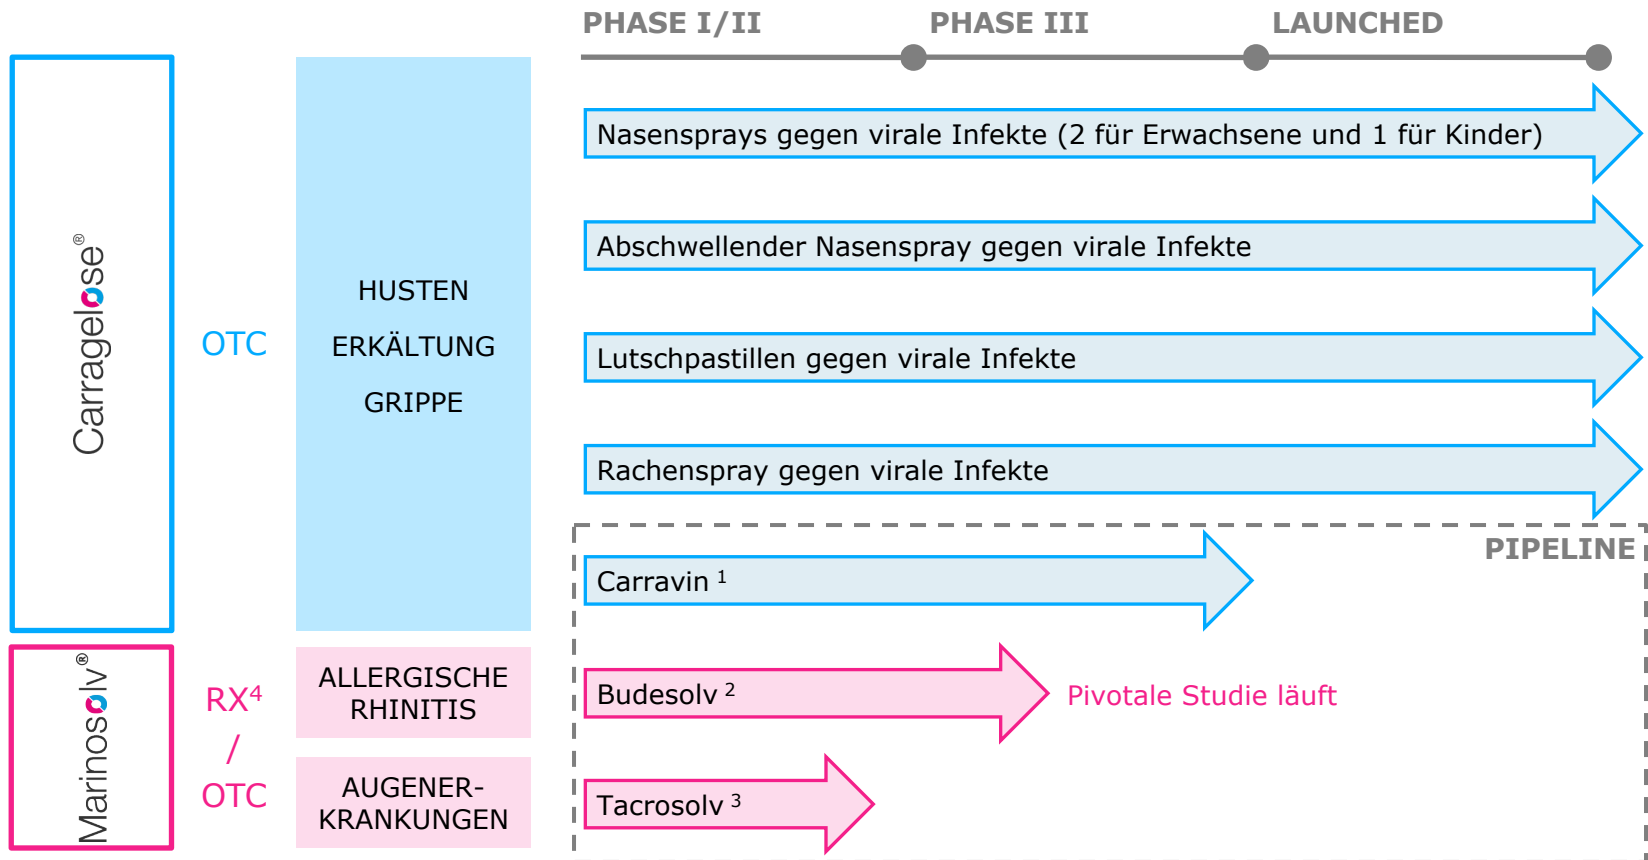 PHASE I/II PHASE III LAUNCHED
Carragelose®
OTC
HUSTEN
ERKÄLTUNG
GRIPPE
Nasensprays gegen virale Infekte (2 für Erwachsene und 1 für Kinder)
Abschwellender Nasenspray gegen virale Infekte
Lutschpastillen gegen virale Infekte
Rachenspray gegen virale Infekte
PIPELINE
Carravin ¹
Marinosolv®
RX⁴
/
OTC
ALLERGISCHE
RHINITIS
Budesolv ²
Pivotale Studie läuft
AUGENER-
KRANKUNGEN
Tacrosolv ³